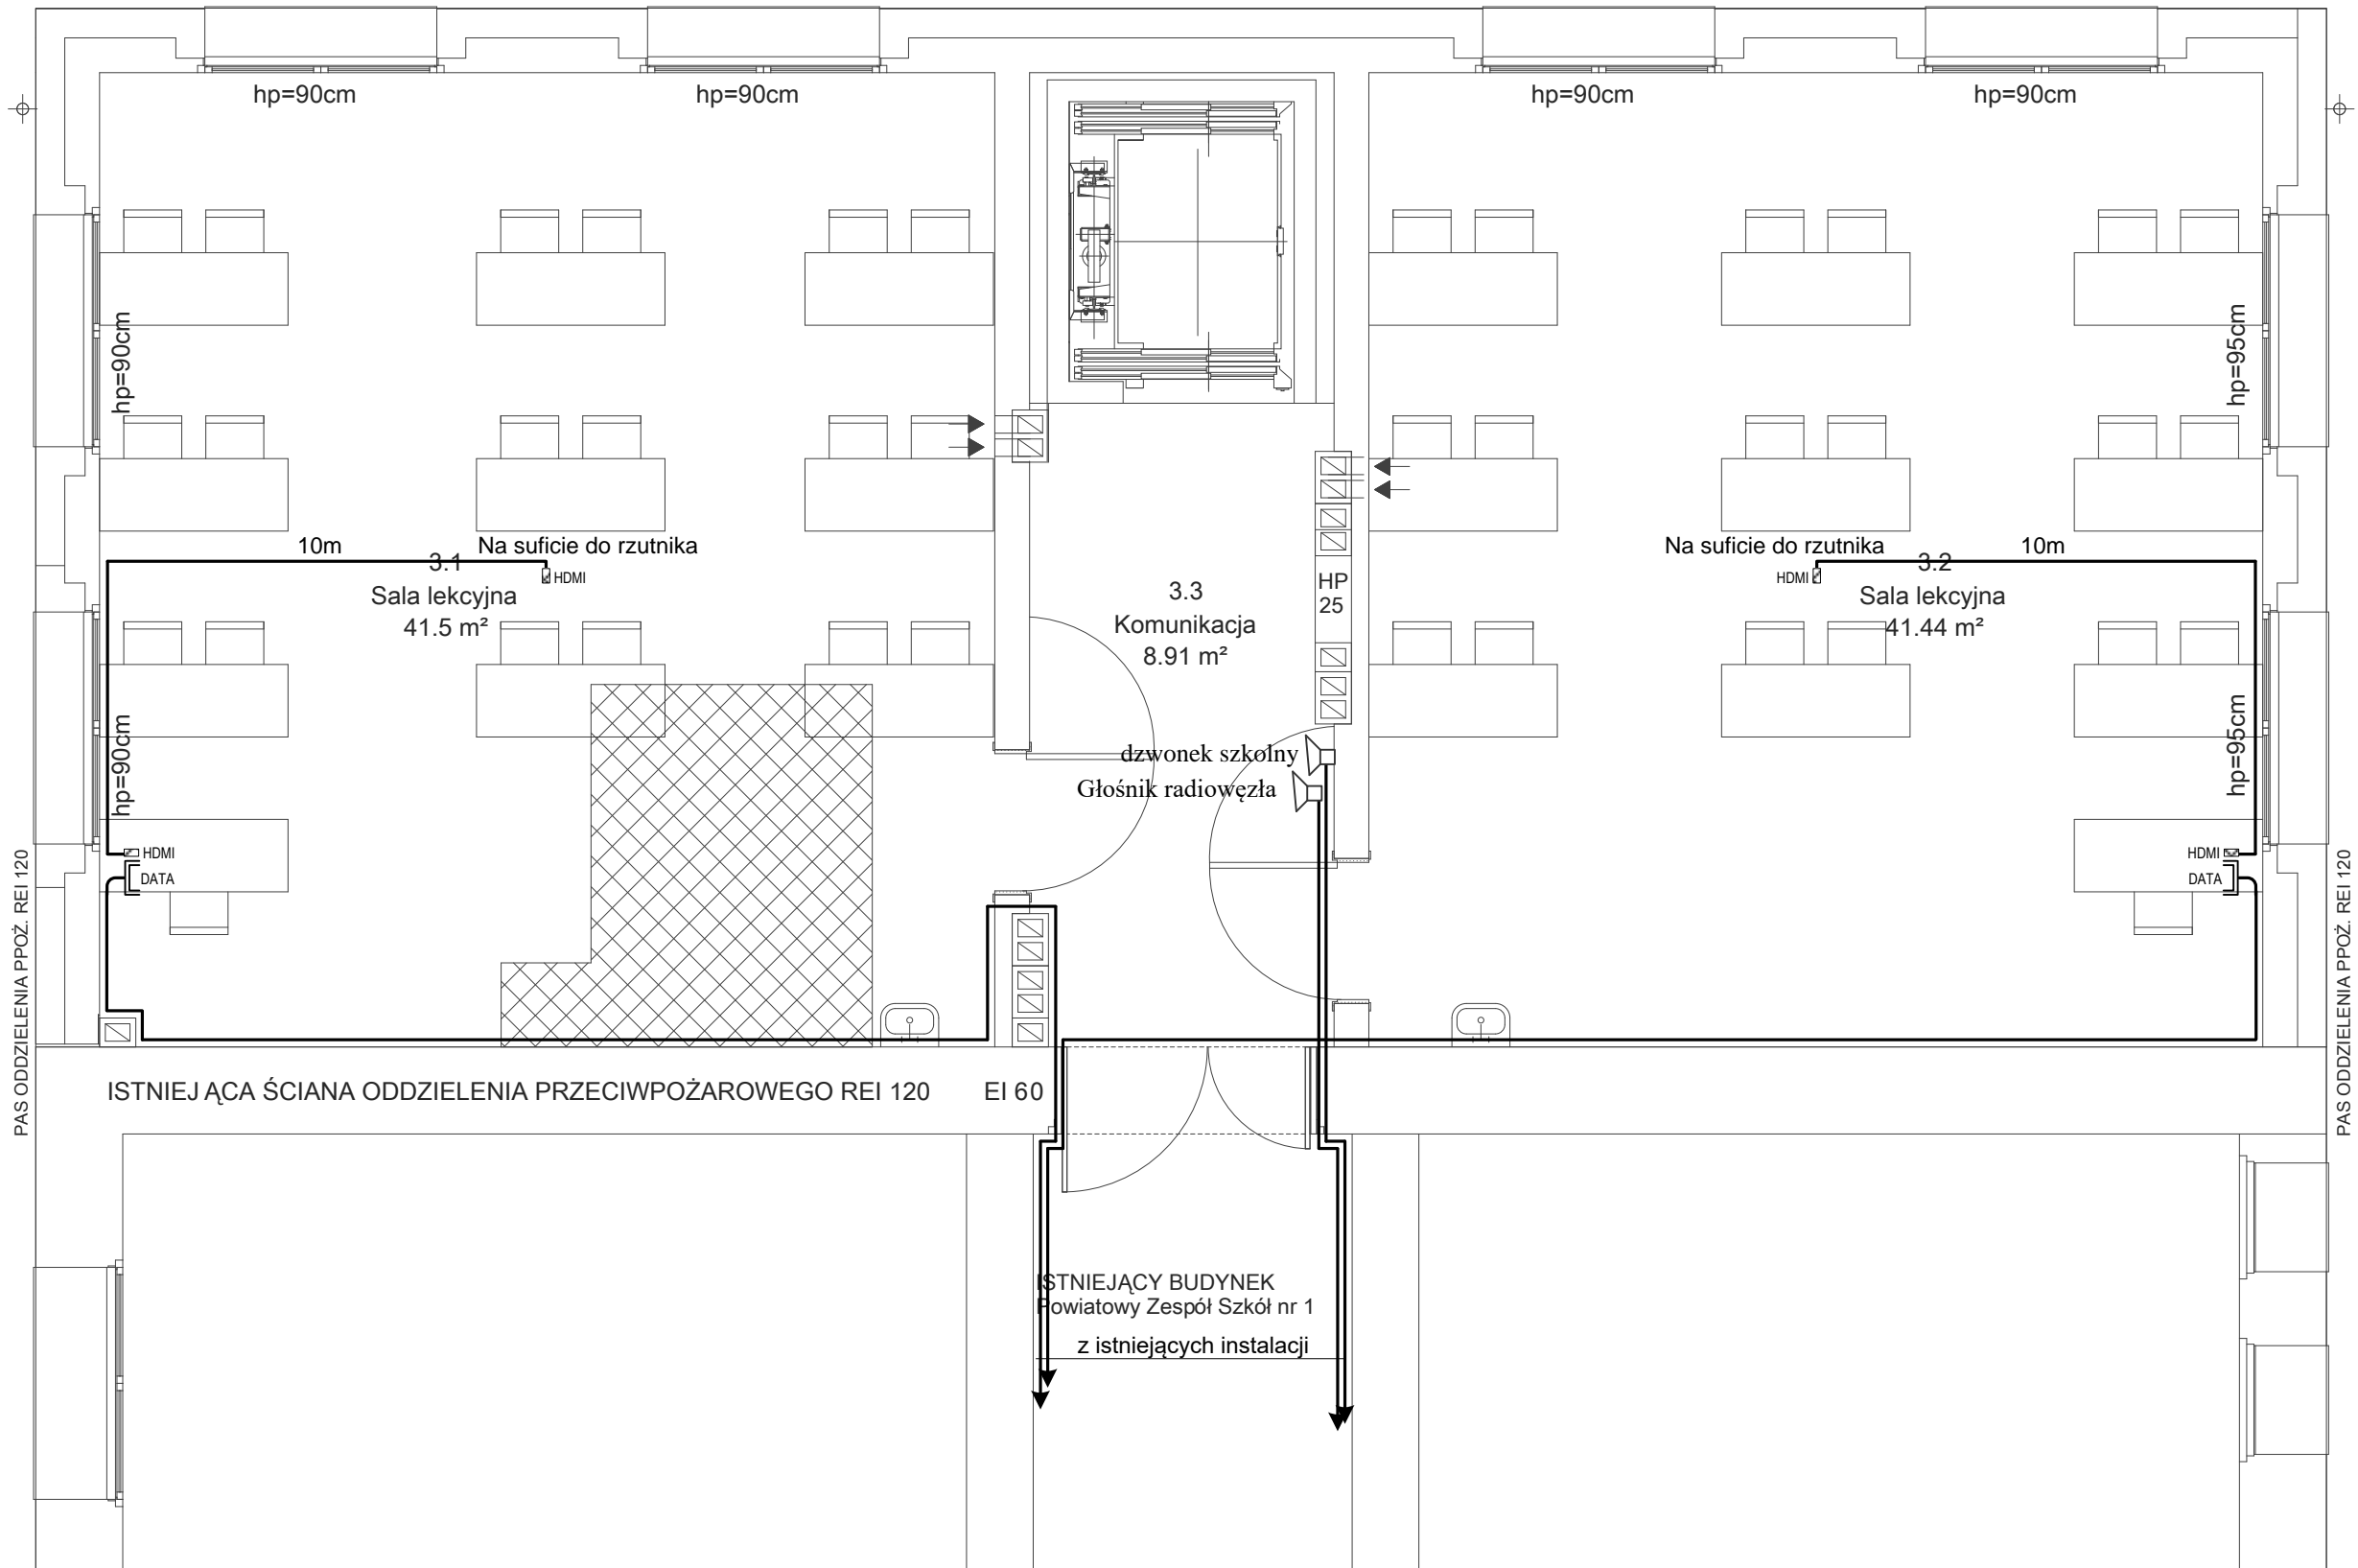 hp=90cm
hp=90cm
hp=90cm
hp=90cm
hp=90cm
hp=95cm
10m
Na suficie do rzutnika
HDMI
3.1
Sala lekcyjna
41.5 m²
3.3
Komunikacja
8.91 m²
HP
25
Na suficie do rzutnika
10m
HDMI
3.2
Sala lekcyjna
41.44 m²
hp=90cm
hp=95cm
dzwonek szkolny
Głośnik radiowęzła
HDMI
DATA
HDMI
DATA
PAS ODDZIELENIA PPOŻ. REI 120
PAS ODDZIELENIA PPOŻ. REI 120
ISTNIEJĄCA ŚCIANA ODDZIELENIA PRZECIWPOŻAROWEGO REI 120
EI 60
ISTNIEJĄCY BUDYNEK
Powiatowy Zespół Szkół nr 1
z istniejących instalacji